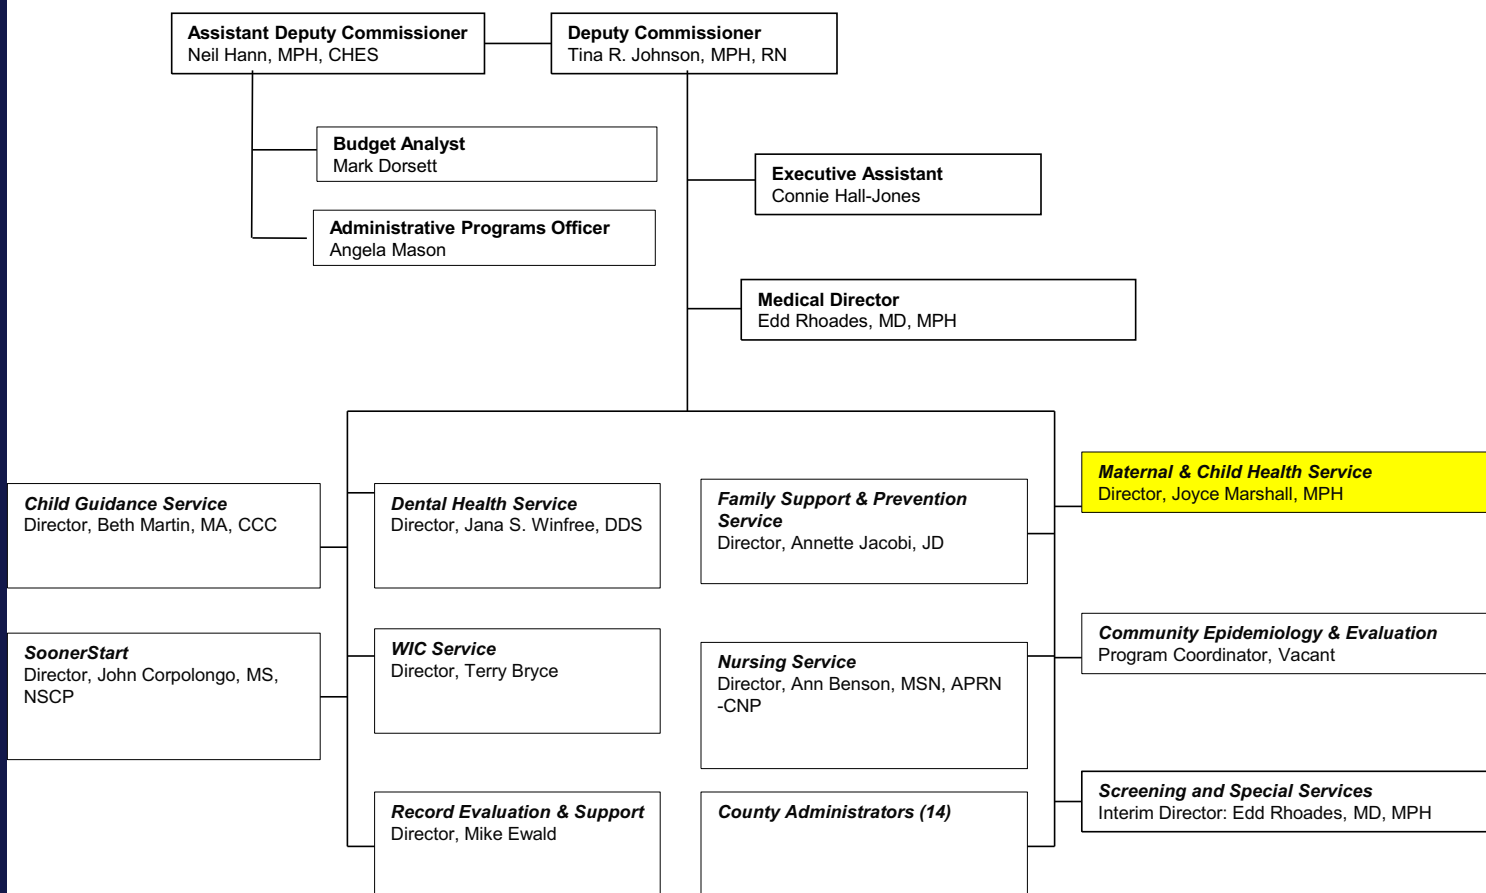 Assistant Deputy Commissioner
Neil Hann, MPH, CHES
Deputy Commissioner
Tina R. Johnson, MPH, RN
Budget Analyst
Mark Dorsett
Executive Assistant
Connie Hall-Jones
Administrative Programs Officer
Angela Mason
Medical Director
Edd Rhoades, MD, MPH
Child Guidance Service
Director, Beth Martin, MA, CCC
Dental Health Service
Director, Jana S. Winfree, DDS
Family Support & Prevention
Service
Director, Annette Jacobi, JD
Maternal & Child Health Service
Director, Joyce Marshall, MPH
SoonerStart
Director, John Corpolongo, MS,
NSCP
WIC Service
Director, Terry Bryce
Nursing Service
Director, Ann Benson, MSN, APRN
-CNP
Community Epidemiology & Evaluation
Program Coordinator, Vacant
Record Evaluation & Support
Director, Mike Ewald
County Administrators (14)
Screening and Special Services
Interim Director: Edd Rhoades, MD, MPH